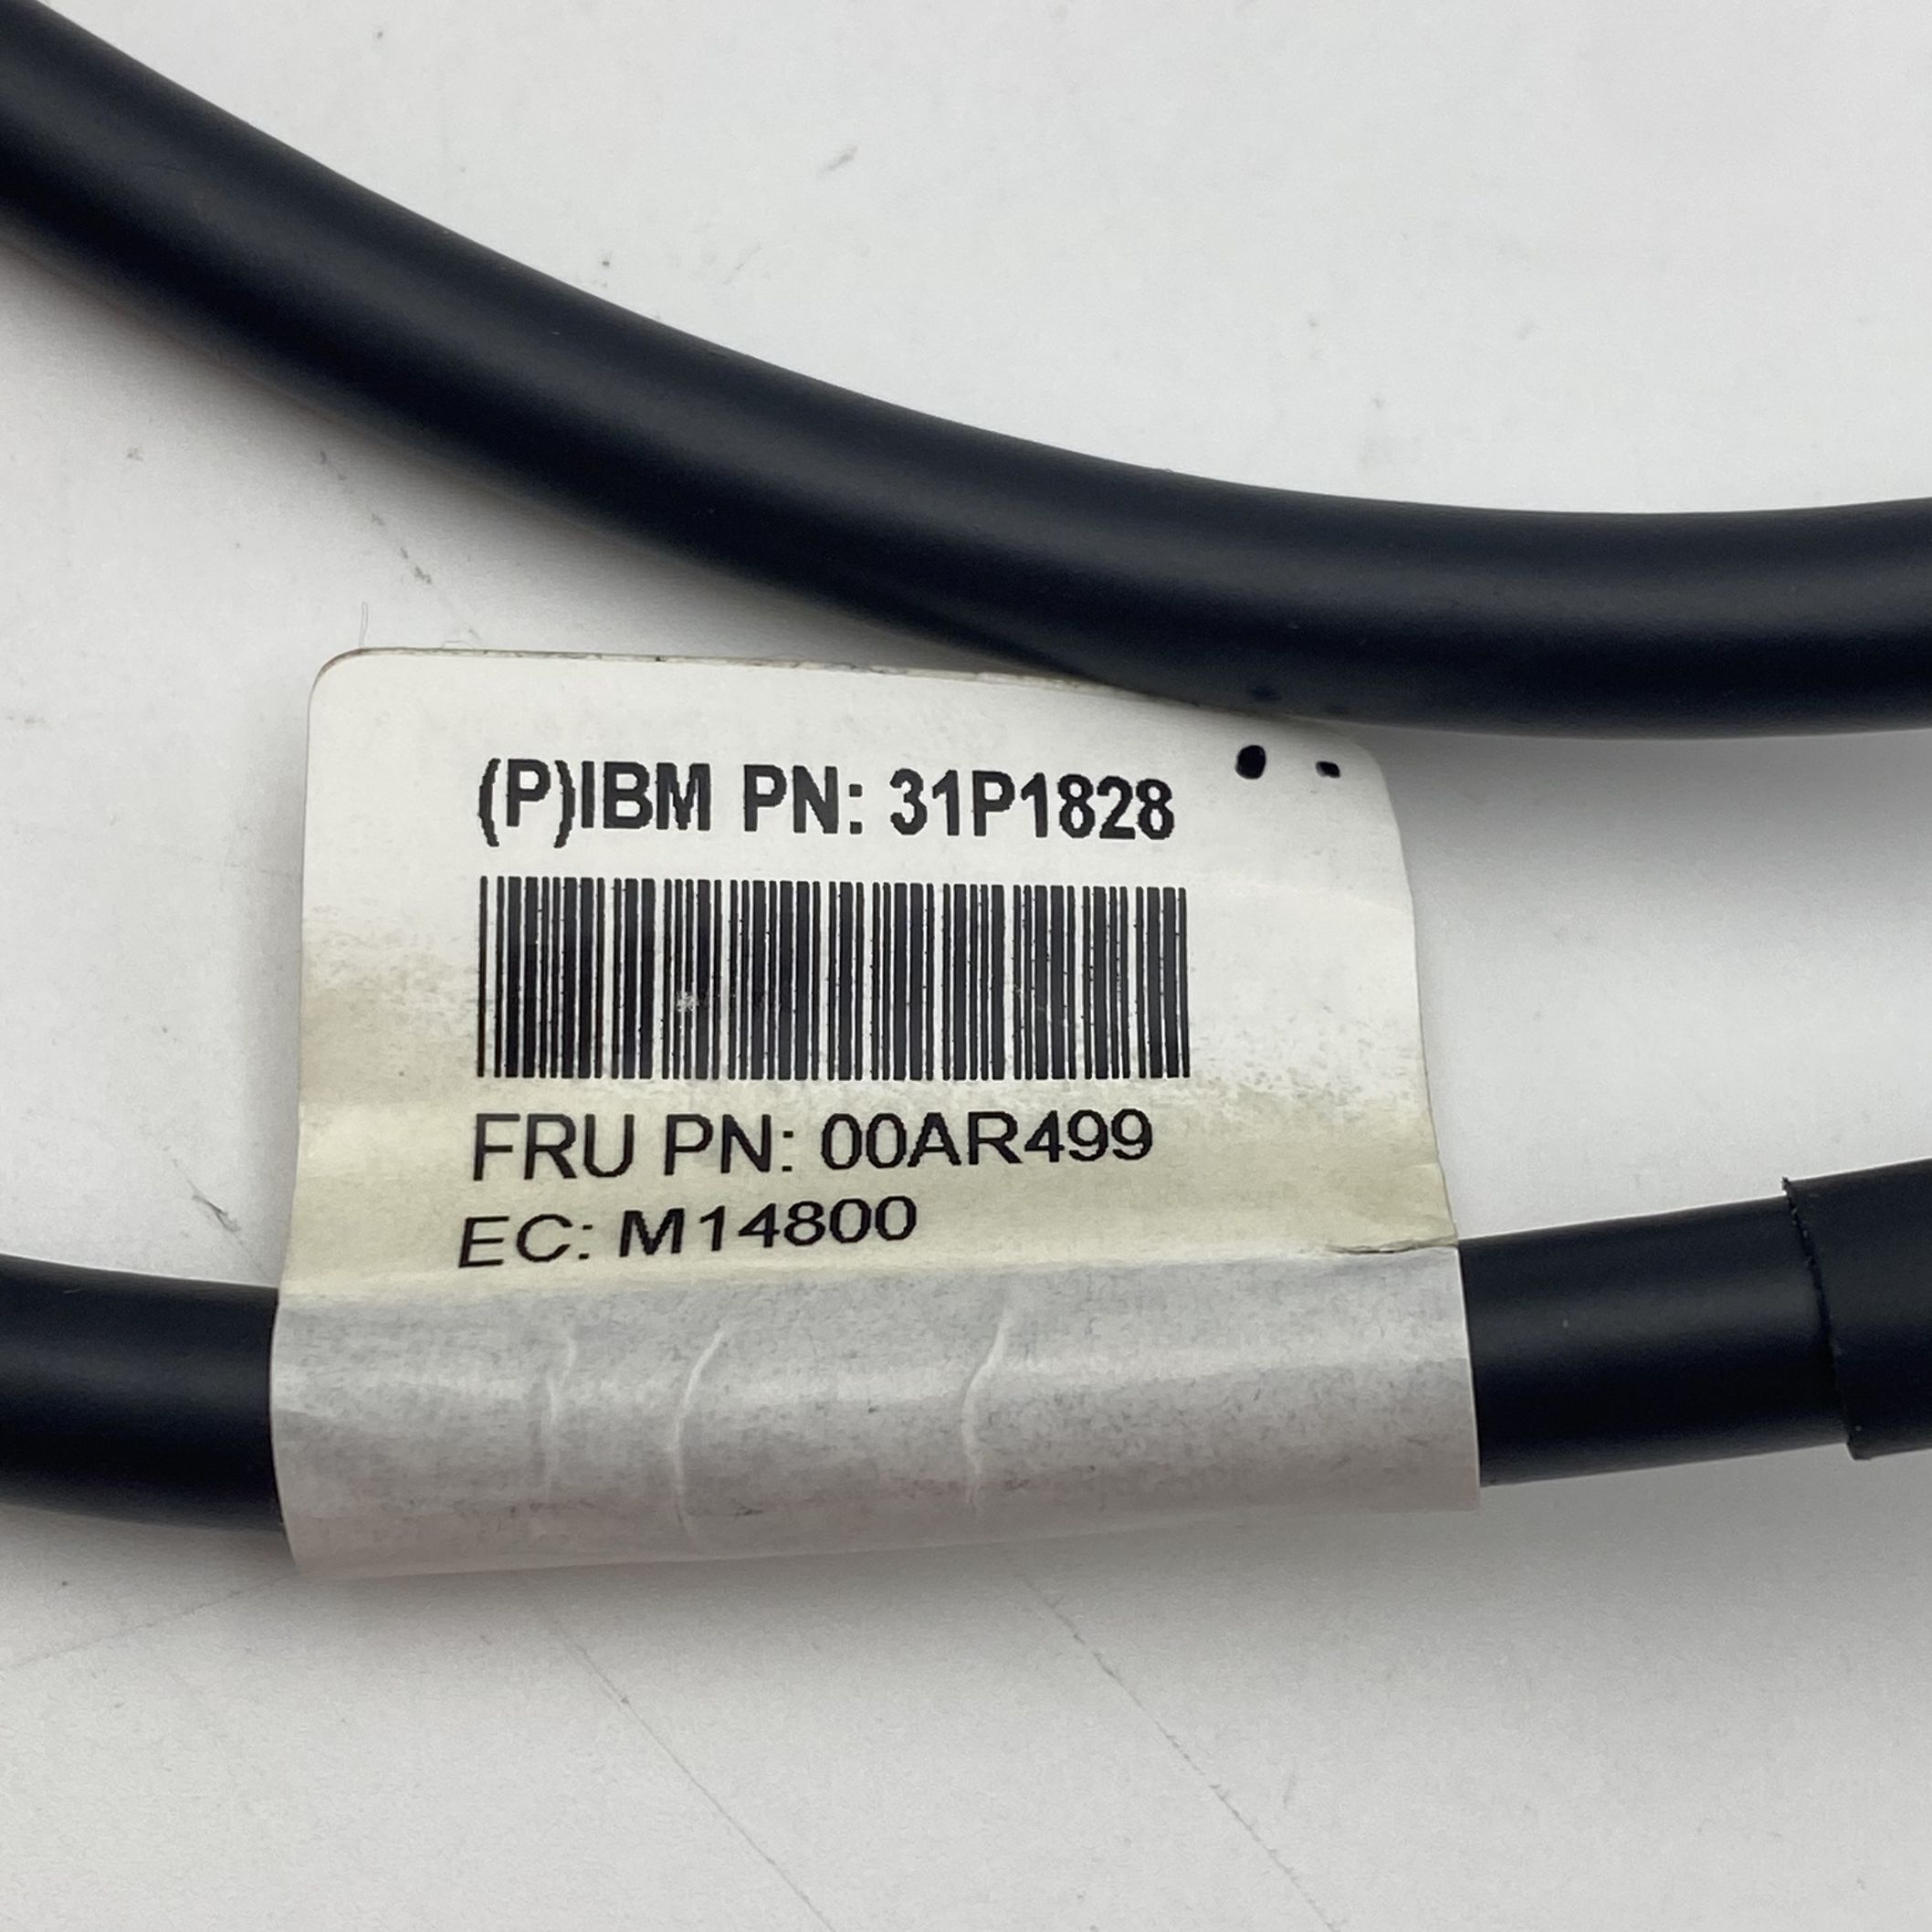 (P)IBM PN: 31P1828
FRU PN: 00AR499
EC: M14800